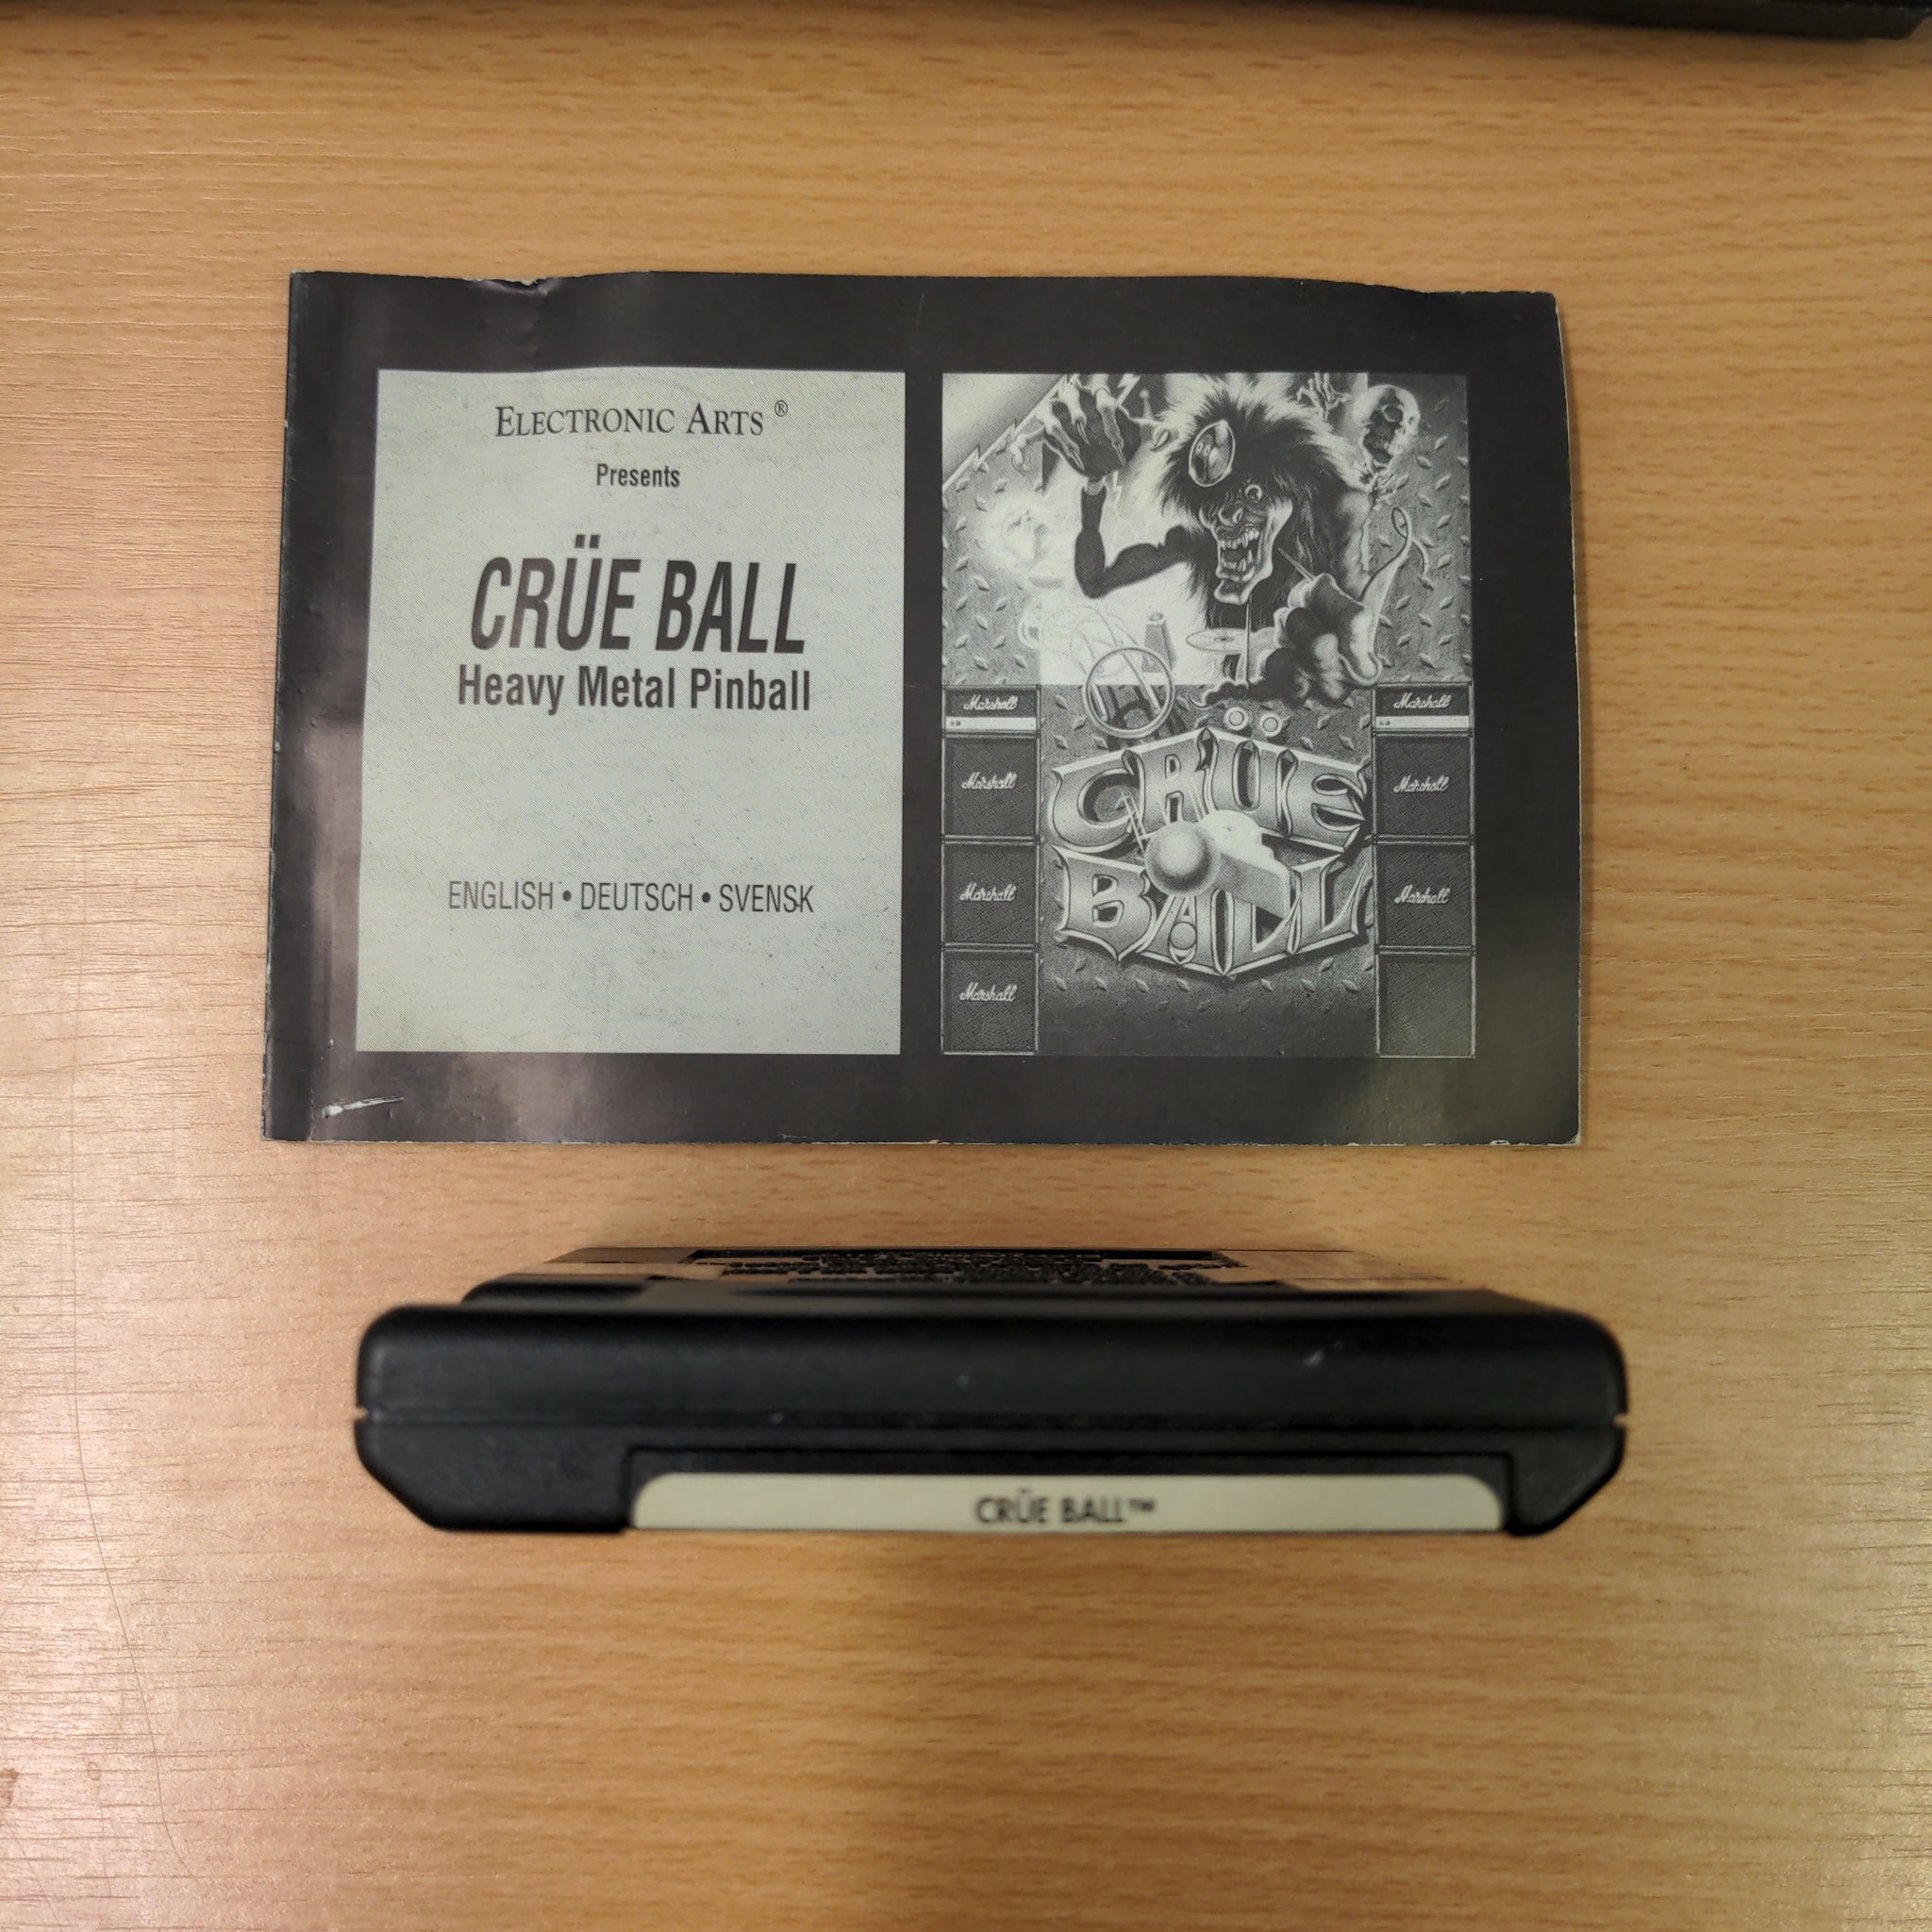 ELECTRONIC ARTS ®
Presents
CRÜE BALL
Heavy Metal Pinball
ENGLISH • DEUTSCH • SVENSK
Marshall
Marshall
Marshall
Marshall
CRÜE
BALL
Marshall
Marshall
Marshall
CRÜE BALL™